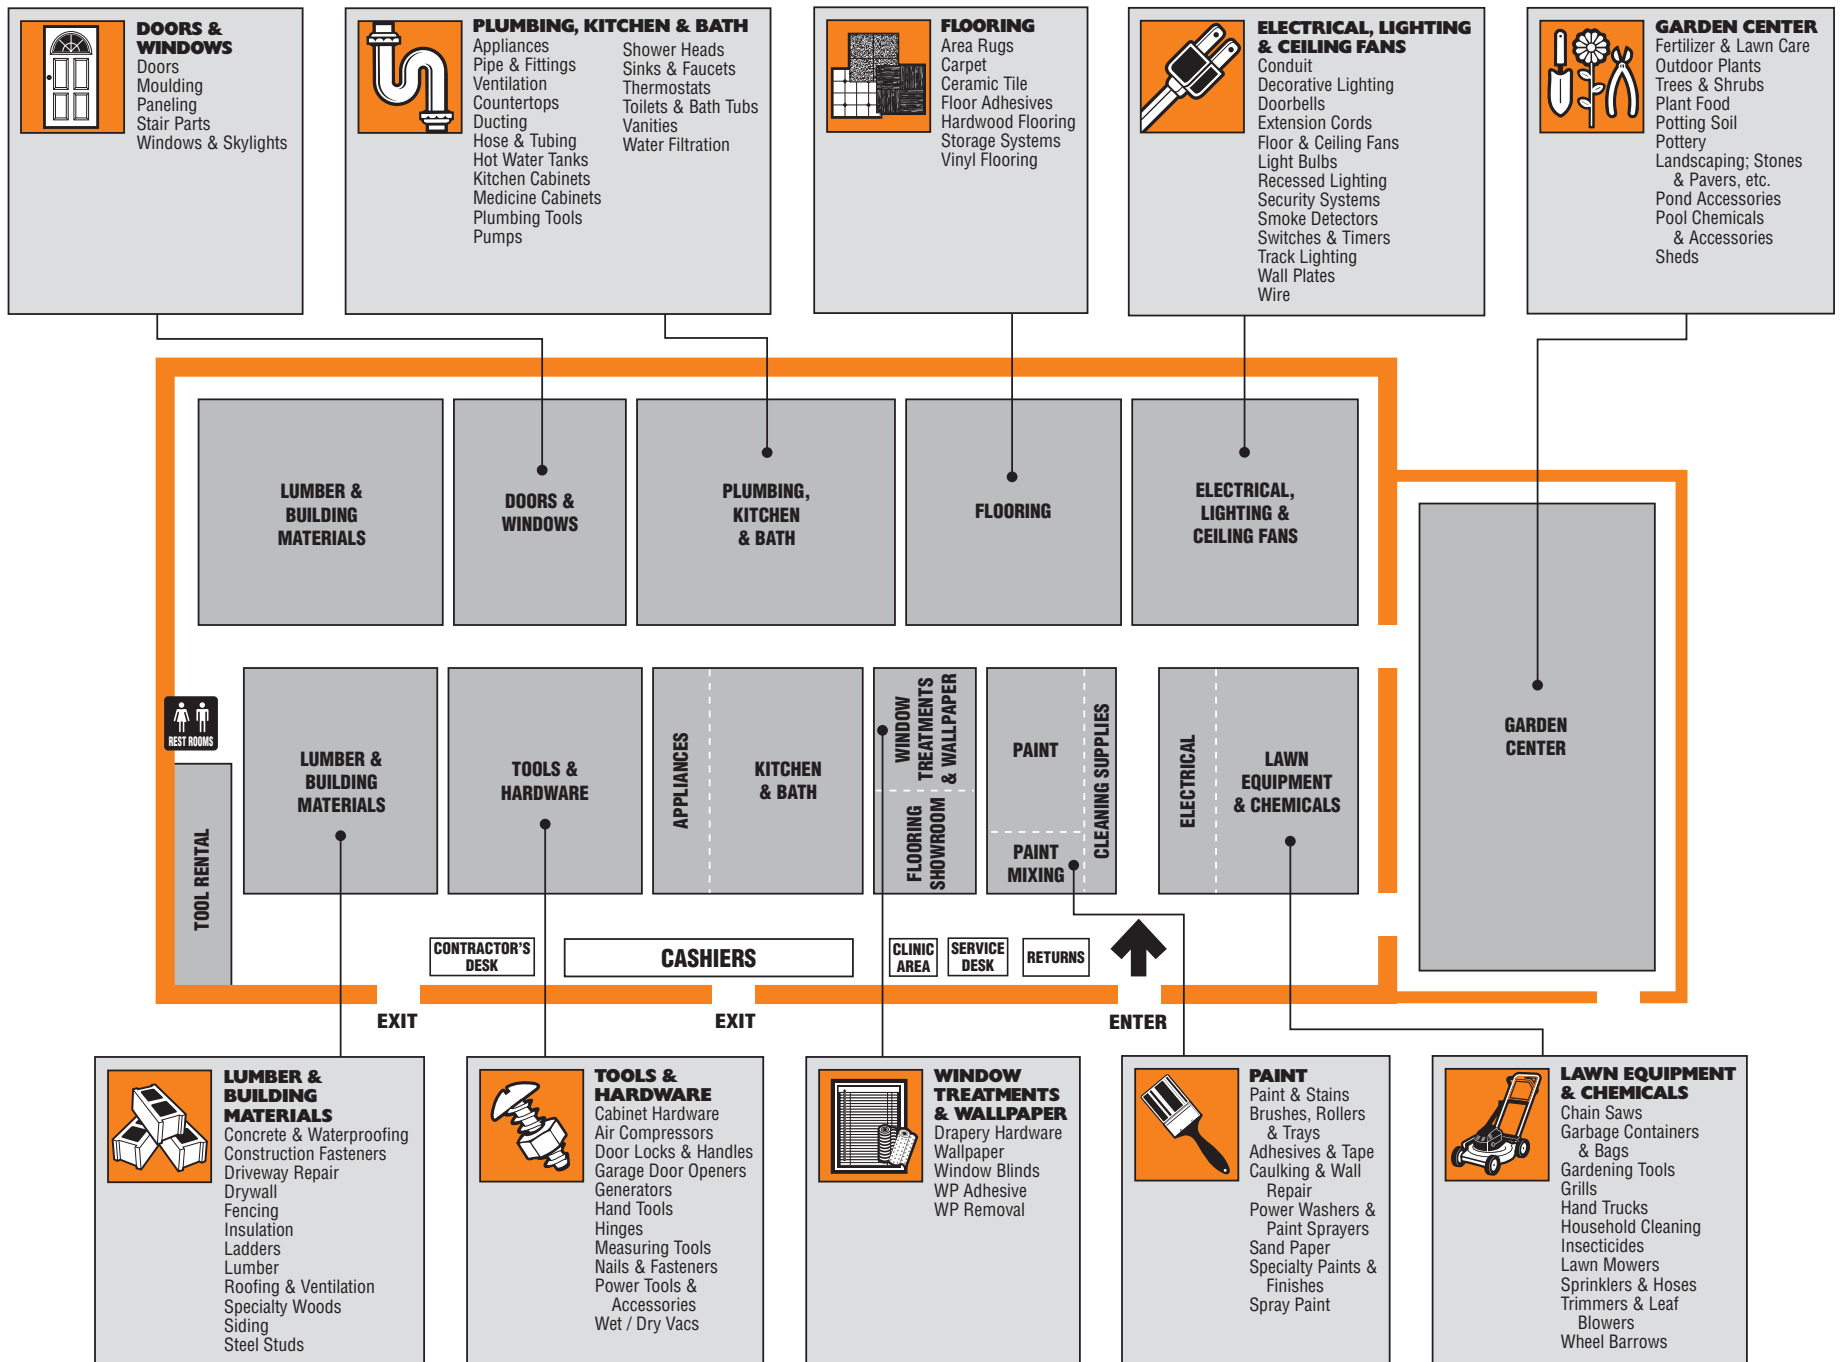 DOORS &
WINDOWS
Doors
Moulding
Paneling
Stair Parts
Windows & Skylights
PLUMBING, KITCHEN & BATH
Appliances
Pipe & Fittings
Ventilation
Countertops
Ducting
Hose & Tubing
Hot Water Tanks
Kitchen Cabinets
Medicine Cabinets
Plumbing Tools
Pumps
Shower Heads
Sinks & Faucets
Thermostats
Toilets & Bath Tubs
Vanities
Water Filtration
FLOORING
Area Rugs
Carpet
Ceramic Tile
Floor Adhesives
Hardwood Flooring
Storage Systems
Vinyl Flooring
ELECTRICAL, LIGHTING
& CEILING FANS
Conduit
Decorative Lighting
Doorbells
Extension Cords
Floor & Ceiling Fans
Light Bulbs
Recessed Lighting
Security Systems
Smoke Detectors
Switches & Timers
Track Lighting
Wall Plates
Wire
GARDEN CENTER
Fertilizer & Lawn Care
Outdoor Plants
Trees & Shrubs
Plant Food
Potting Soil
Pottery
Landscaping; Stones
& Pavers, etc.
Pond Accessories
Pool Chemicals
& Accessories
Sheds
LUMBER &
BUILDING
MATERIALS
DOORS &
WINDOWS
PLUMBING,
KITCHEN
& BATH
FLOORING
ELECTRICAL,
LIGHTING &
CEILING FANS
GARDEN
CENTER
REST ROOMS
TOOL RENTAL
LUMBER &
BUILDING
MATERIALS
TOOLS &
HARDWARE
APPLIANCES
KITCHEN
& BATH
WINDOW
TREATMENTS
& WALLPAPER
FLOORING
SHOWROOM
PAINT
PAINT
MIXING
CLEANING SUPPLIES
ELECTRICAL
LAWN
EQUIPMENT
& CHEMICALS
CONTRACTOR'S
DESK
CASHIERS
CLINIC
AREA
SERVICE
DESK
RETURNS
EXIT
EXIT
ENTER
LUMBER &
BUILDING
MATERIALS
Concrete & Waterproofing
Construction Fasteners
Driveway Repair
Drywall
Fencing
Insulation
Ladders
Lumber
Roofing & Ventilation
Specialty Woods
Siding
Steel Studs
TOOLS &
HARDWARE
Cabinet Hardware
Air Compressors
Door Locks & Handles
Garage Door Openers
Generators
Hand Tools
Hinges
Measuring Tools
Nails & Fasteners
Power Tools &
Accessories
Wet / Dry Vacs
WINDOW
TREATMENTS
& WALLPAPER
Drapery Hardware
Wallpaper
Window Blinds
WP Adhesive
WP Removal
PAINT
Paint & Stains
Brushes, Rollers
& Trays
Adhesives & Tape
Caulking & Wall
Repair
Power Washers &
Paint Sprayers
Sand Paper
Specialty Paints &
Finishes
Spray Paint
LAWN EQUIPMENT
& CHEMICALS
Chain Saws
Garbage Containers
& Bags
Gardening Tools
Grills
Hand Trucks
Household Cleaning
Insecticides
Lawn Mowers
Sprinklers & Hoses
Trimmers & Leaf
Blowers
Wheel Barrows